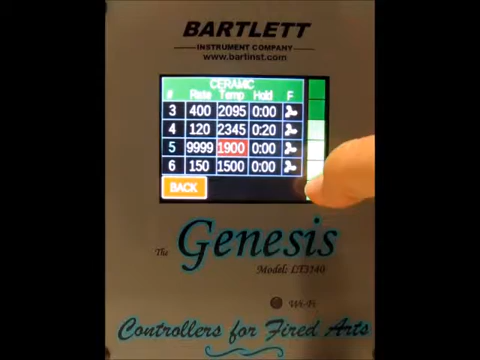 BARTLETT
INSTRUMENT COMPANY
www.bartinst.com
CERAMIC
# Rate Temp Hold F
3 400 2095 0:00
4 120 2345 0:20
5 9999 1900 0:00
6 150 1500 0:00
BACK
The Genesis
Model: LT3140
Wi-Fi
Controllers for Fired Arts